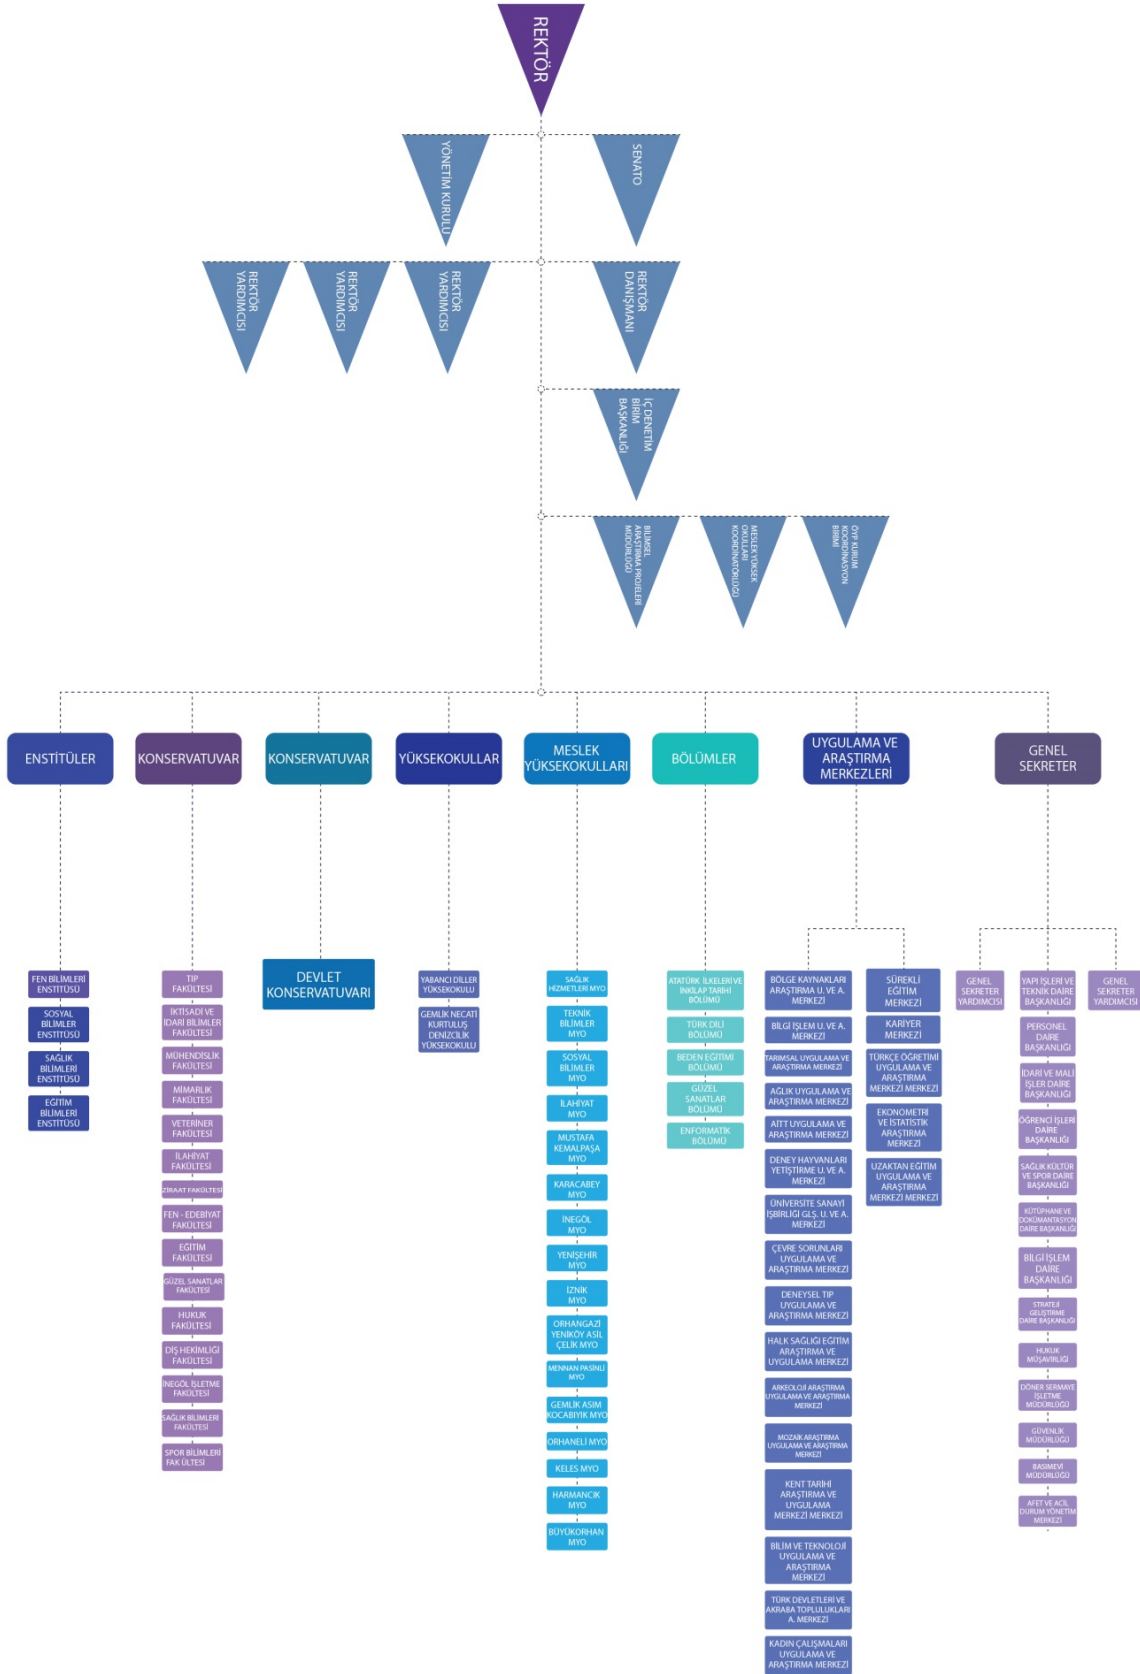 REKTÖR
YÖNETİM KURULU
SENATO
REKTÖR
YARDIMCISI
REKTÖR
YARDIMCISI
REKTÖR
YARDIMCISI
REKTÖR
DANIŞMANI
İÇ DENETİM
BİRİM
BAŞKANLIĞI
BİLİMSEL
ARAŞTIRMA PROJELERİ
MÜDÜRLÜĞÜ
MESLEK YÜKSEK
OKULLARI
KOORDİNATÖRLÜĞÜ
ÖYP KURUM
KOORDİNASYON
BİRİMİ
ENSTİTÜLER
KONSERVATUVAR
KONSERVATUVAR
YÜKSEKOKULLAR
MESLEK
YÜKSEKOKULLARI
BÖLÜMLER
UYGULAMA VE
ARAŞTIRMA
MERKEZLERİ
GENEL
SEKRETER
FEN BİLİMLERİ
ENSTİTÜSÜ
SOSYAL
BİLİMLER
ENSTİTÜSÜ
SAĞLIK
BİLİMLERİ
ENSTİTÜSÜ
EĞİTİM
BİLİMLERİ
ENSTİTÜSÜ
TIP
FAKÜLTESİ
İKTİSADİ VE
İDARİ BİLİMLER
FAKÜLTESİ
MÜHENDİSLİK
FAKÜLTESİ
MİMARLIK
FAKÜLTESİ
VETERİNER
FAKÜLTESİ
İLAHİYAT
FAKÜLTESİ
ZİRAAT FAKÜLTESİ
FEN - EDEBİYAT
FAKÜLTESİ
EĞİTİM
FAKÜLTESİ
GÜZEL SANATLAR
FAKÜLTESİ
HUKUK
FAKÜLTESİ
DİŞ HEKİMLİĞİ
FAKÜLTESİ
İNEGÖL İŞLETME
FAKÜLTESİ
SAĞLIK BİLİMLERİ
FAKÜLTESİ
SPOR BİLİMLERİ
FAK ÜLTESİ
DEVLET
KONSERVATUVARI
YABANCI DİLLER
YÜKSEKOKULU
GEMLİK NECATİ
KURTULUŞ
DENİZCİLİK
YÜKSEKOKULU
SAĞLIK
HİZMETLERİ MYO
TEKNİK
BİLİMLER
MYO
SOSYAL
BİLİMLER
MYO
İLAHİYAT
MYO
MUSTAFA
KEMALPAŞA
MYO
KARACABEY
MYO
İNEGÖL
MYO
YENİŞEHİR
MYO
İZNİK
MYO
ORHANGAZİ
YENİKÖY ASİL
ÇELİK MYO
MENNAN PASİNLİ
MYO
GEMLİK ASIM
KOCABIYIK MYO
ORHANELİ MYO
KELES MYO
HARMANCIK
MYO
BÜYÜKORHAN
MYO
ATATÜRK İLKELERİ VE
İNKILAP TARİHİ
BÖLÜMÜ
TÜRK DİLİ
BÖLÜMÜ
BEDEN EĞİTİMİ
BÖLÜMÜ
GÜZEL
SANATLAR
BÖLÜMÜ
ENFORMATİK
BÖLÜMÜ
BÖLGE KAYNAKLARI
ARAŞTIRMA U. VE A.
MERKEZİ
BİLGİ İŞLEM U. VE A.
MERKEZİ
TARIMSAL UYGULAMA VE
ARAŞTIRMA MERKEZİ
AĞLIK UYGULAMA VE
ARAŞTIRMA MERKEZİ
AİTT UYGULAMA VE
ARAŞTIRMA MERKEZİ
DENEY HAYVANLARI
YETİŞTİRME U. VE A.
MERKEZİ
ÜNİVERSİTE SANAYİ
İŞBİRLİĞİ GLŞ. U. VE A.
MERKEZİ
ÇEVRE SORUNLARI
UYGULAMA VE
ARAŞTIRMA MERKEZİ
DENEYSEL TIP
UYGULAMA VE
ARAŞTIRMA MERKEZİ
HALK SAĞLIĞI EĞİTİM
ARAŞTIRMA VE
UYGULAMA MERKEZİ
ARKEOLOJİ ARAŞTIRMA
UYGULAMA VE ARAŞTIRMA
MERKEZİ
MOZAİK ARAŞTIRMA
UYGULAMA VE ARAŞTIRMA
MERKEZİ
KENT TARİHİ
ARAŞTIRMA VE
UYGULAMA
MERKEZİ MERKEZİ
BİLİM VE TEKNOLOJİ
UYGULAMA VE
ARAŞTIRMA
MERKEZİ
TÜRK DEVLETLERİ VE
AKRABA TOPLULUKLARI
A. MERKEZİ
KADIN ÇALIŞMALARI
UYGULAMA VE
ARAŞTIRMA MERKEZİ
SÜREKLİ
EĞİTİM
MERKEZİ
KARİYER
MERKEZİ
TÜRKÇE ÖĞRETİMİ
UYGULAMA VE
ARAŞTIRMA
MERKEZİ MERKEZİ
EKONOMETRİ
VE İSTATİSTİK
ARAŞTIRMA
MERKEZİ
UZAKTAN EĞİTİM
UYGULAMA VE
ARAŞTIRMA
MERKEZİ MERKEZİ
GENEL
SEKRETER
YARDIMCISI
YAPI İŞLERİ VE
TEKNİK DAİRE
BAŞKANLIĞI
PERSONEL
DAİRE
BAŞKANLIĞI
İDARİ VE MALİ
İŞLER DAİRE
BAŞKANLIĞI
ÖĞRENCİ İŞLERİ
DAİRE
BAŞKANLIĞI
SAĞLIK KÜLTÜR
VE SPOR DAİRE
BAŞKANLIĞI
KÜTÜPHANE VE
DOKÜMANTASYON
DAİRE BAŞKANLIĞI
BİLGİ İŞLEM
DAİRE
BAŞKANLIĞI
STRATEJİ
GELİŞTİRME
DAİRE BAŞKANLIĞI
HUKUK
MÜŞAVİRLİĞİ
DÖNER SERMAYE
İŞLETME
MÜDÜRLÜĞÜ
GÜVENLİK
MÜDÜRLÜĞÜ
BASIMEVİ
MÜDÜRLÜĞÜ
AFET VE ACİL
DURUM YÖNETİM
MERKEZİ
GENEL
SEKRETER
YARDIMCISI